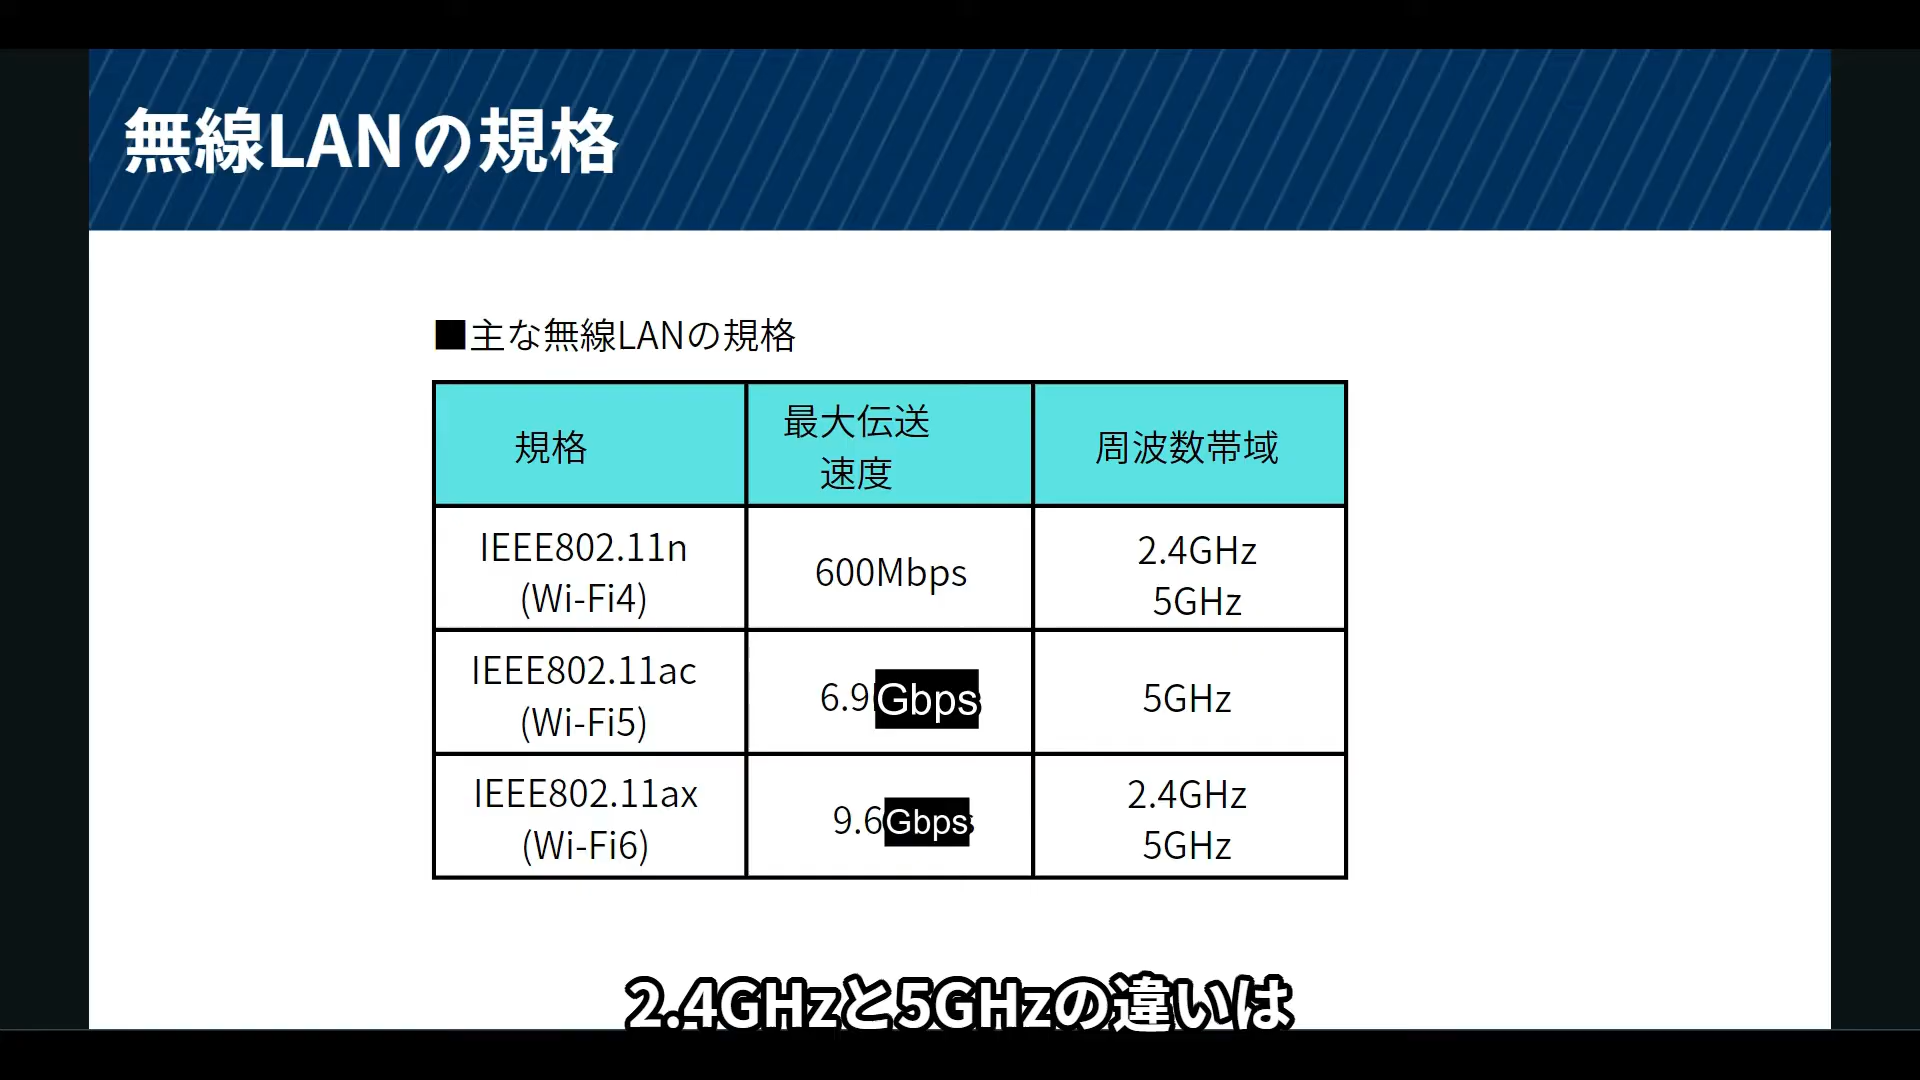 無線LANの規格
■主な無線LANの規格
規格
最大伝送
速度
周波数帯域
IEEE802.11n
(Wi-Fi4)
600Mbps
2.4GHz
5GHz
IEEE802.11ac
(Wi-Fi5)
6.9Gbps
5GHz
IEEE802.11ax
(Wi-Fi6)
9.6Gbps
2.4GHz
5GHz
2.4GHzと5GHzの違いは